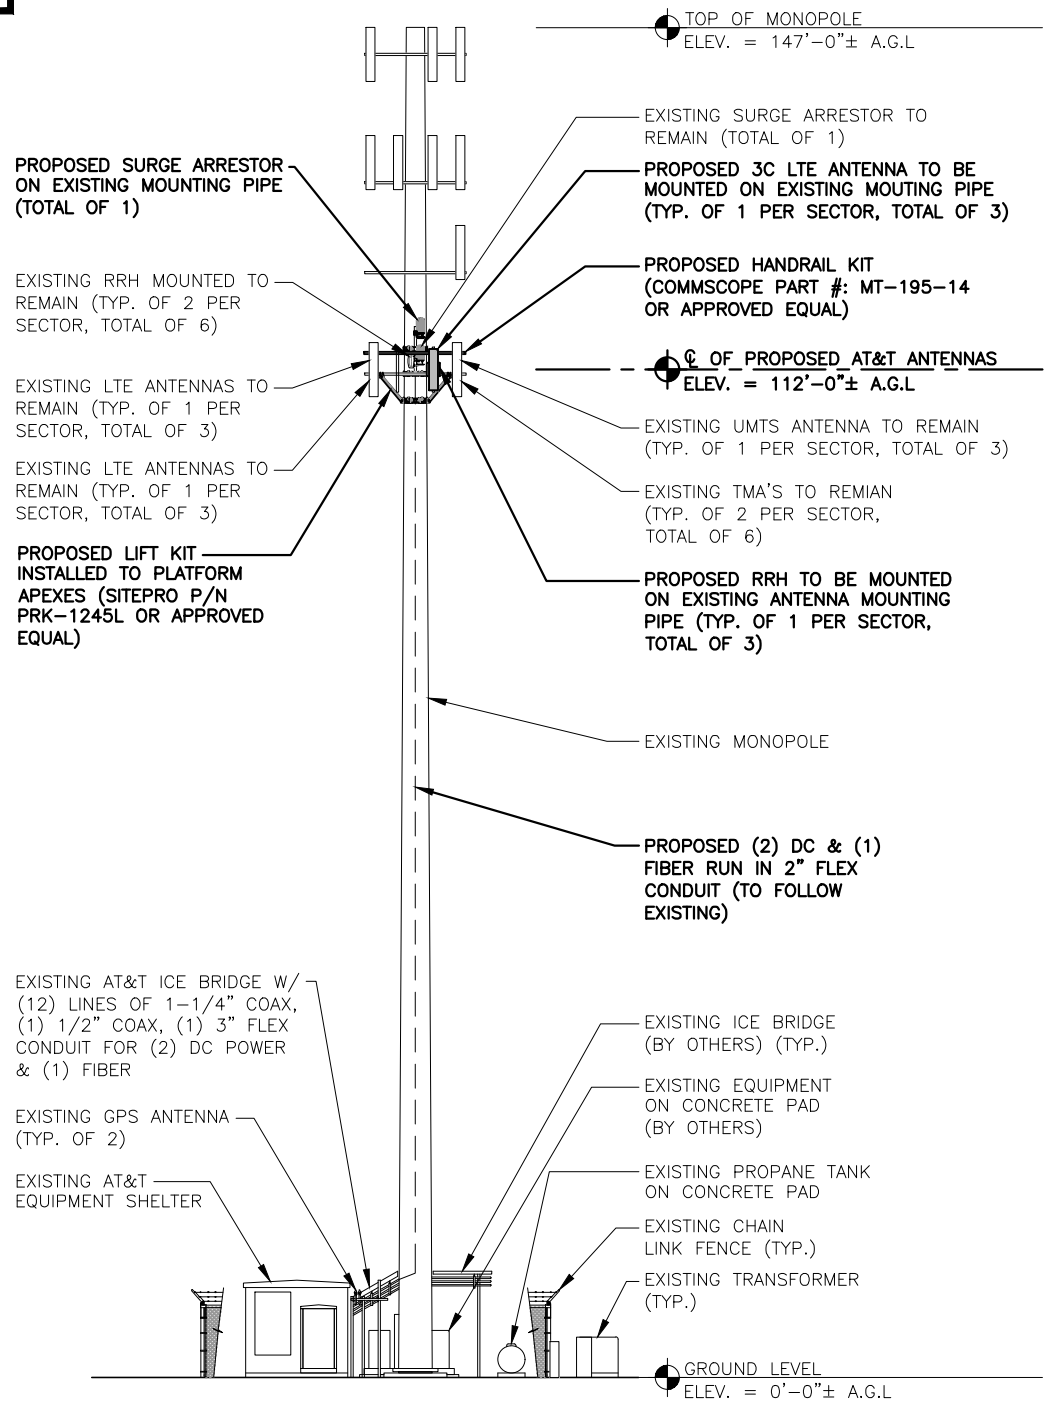 TOP OF MONOPOLE
ELEV. = 147'-0"± A.G.L
EXISTING SURGE ARRESTOR TO
REMAIN (TOTAL OF 1)
PROPOSED SURGE ARRESTOR
ON EXISTING MOUNTING PIPE
(TOTAL OF 1)
PROPOSED 3C LTE ANTENNA TO BE
MOUNTED ON EXISTING MOUTING PIPE
(TYP. OF 1 PER SECTOR, TOTAL OF 3)
EXISTING RRH MOUNTED TO
REMAIN (TYP. OF 2 PER
SECTOR, TOTAL OF 6)
PROPOSED HANDRAIL KIT
(COMMSCOPE PART #: MT-195-14
OR APPROVED EQUAL)
℄ OF PROPOSED AT&T ANTENNAS
ELEV. = 112'-0"± A.G.L
EXISTING LTE ANTENNAS TO
REMAIN (TYP. OF 1 PER
SECTOR, TOTAL OF 3)
EXISTING UMTS ANTENNA TO REMAIN
(TYP. OF 1 PER SECTOR, TOTAL OF 3)
EXISTING LTE ANTENNAS TO
REMAIN (TYP. OF 1 PER
SECTOR, TOTAL OF 3)
EXISTING TMA'S TO REMIAN
(TYP. OF 2 PER SECTOR,
TOTAL OF 6)
PROPOSED LIFT KIT
INSTALLED TO PLATFORM
APEXES (SITEPRO P/N
PRK-1245L OR APPROVED
EQUAL)
PROPOSED RRH TO BE MOUNTED
ON EXISTING ANTENNA MOUNTING
PIPE (TYP. OF 1 PER SECTOR,
TOTAL OF 3)
EXISTING MONOPOLE
PROPOSED (2) DC & (1)
FIBER RUN IN 2" FLEX
CONDUIT (TO FOLLOW
EXISTING)
EXISTING AT&T ICE BRIDGE W/
(12) LINES OF 1-1/4" COAX,
(1) 1/2" COAX, (1) 3" FLEX
CONDUIT FOR (2) DC POWER
& (1) FIBER
EXISTING ICE BRIDGE
(BY OTHERS) (TYP.)
EXISTING EQUIPMENT
ON CONCRETE PAD
(BY OTHERS)
EXISTING GPS ANTENNA
(TYP. OF 2)
EXISTING PROPANE TANK
ON CONCRETE PAD
EXISTING AT&T
EQUIPMENT SHELTER
EXISTING CHAIN
LINK FENCE (TYP.)
EXISTING TRANSFORMER
(TYP.)
GROUND LEVEL
ELEV. = 0'-0"± A.G.L